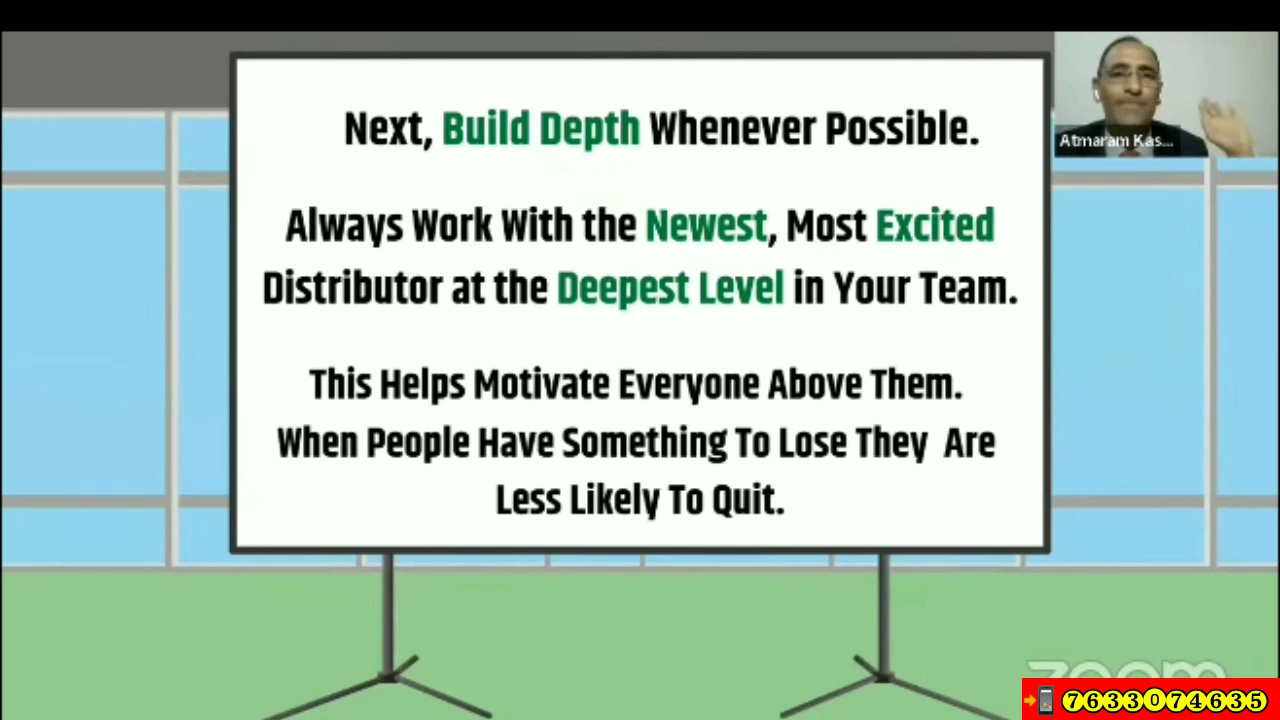 Next, Build Depth Whenever Possible.
Always Work With the Newest, Most Excited
Distributor at the Deepest Level in Your Team.
This Helps Motivate Everyone Above Them.
When People Have Something To Lose They Are
Less Likely To Quit.
Atmaram Kas...
zoom
7633074635